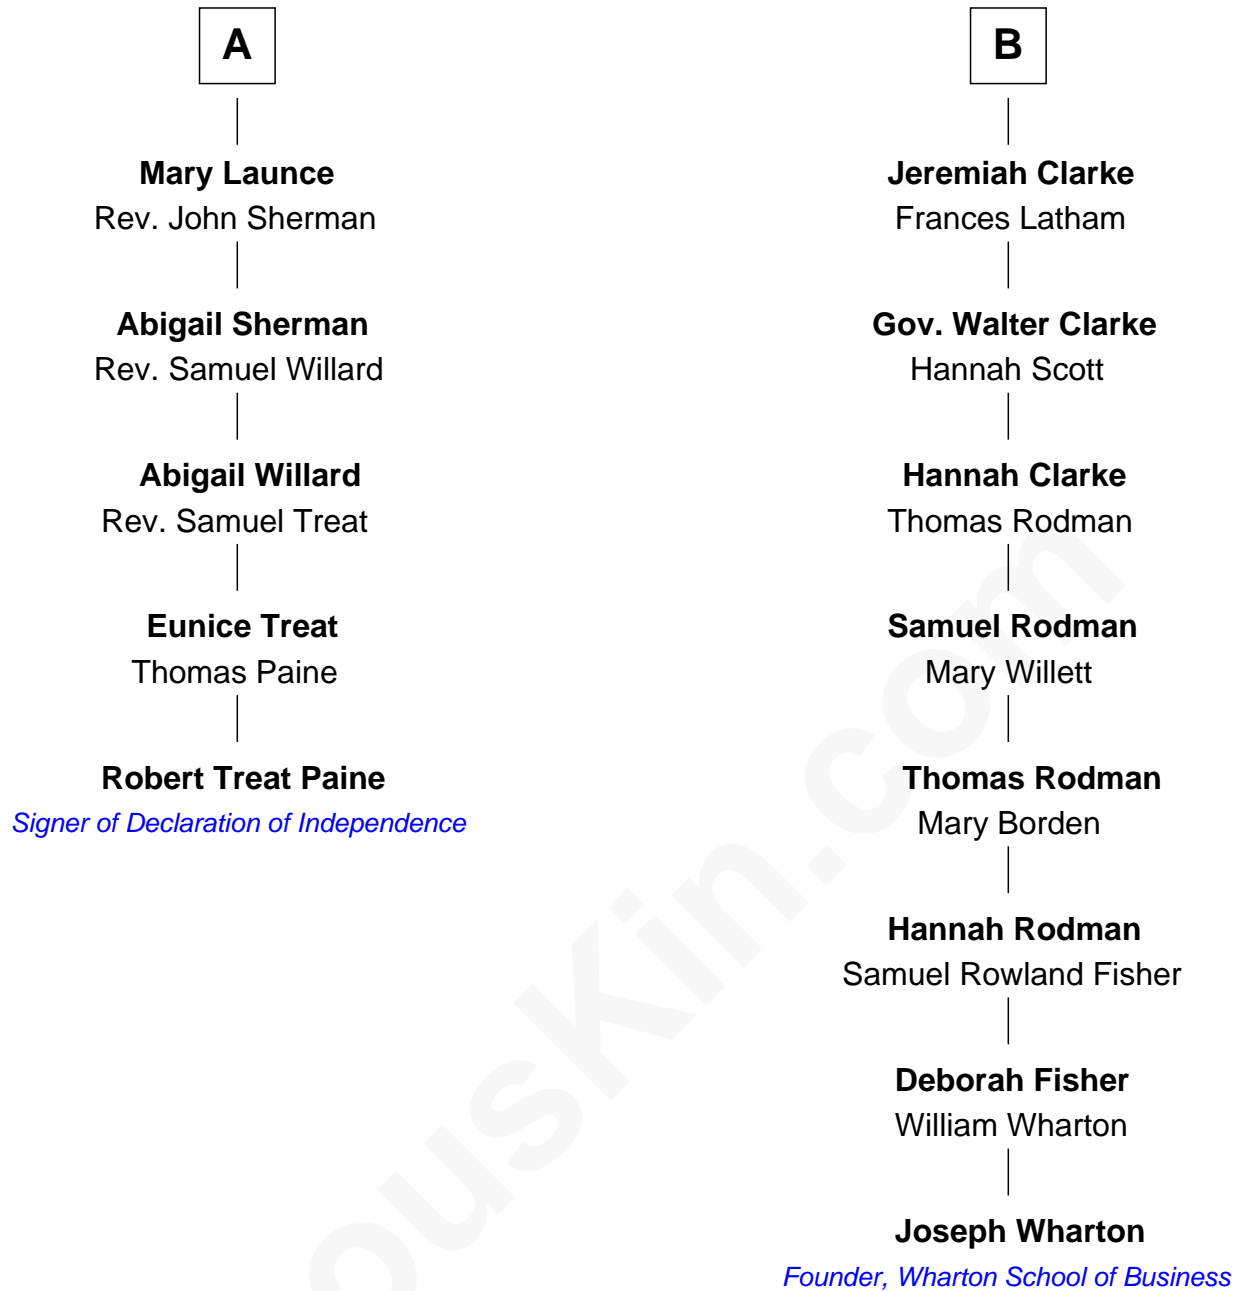 A
Mary Launce
Rev. John Sherman
Abigail Sherman
Rev. Samuel Willard
Abigail Willard
Rev. Samuel Treat
Eunice Treat
Thomas Paine
Robert Treat Paine
Signer of Declaration of Independence
B
Jeremiah Clarke
Frances Latham
Gov. Walter Clarke
Hannah Scott
Hannah Clarke
Thomas Rodman
Samuel Rodman
Mary Willett
Thomas Rodman
Mary Borden
Hannah Rodman
Samuel Rowland Fisher
Deborah Fisher
William Wharton
Joseph Wharton
Founder, Wharton School of Business
ousKin.com